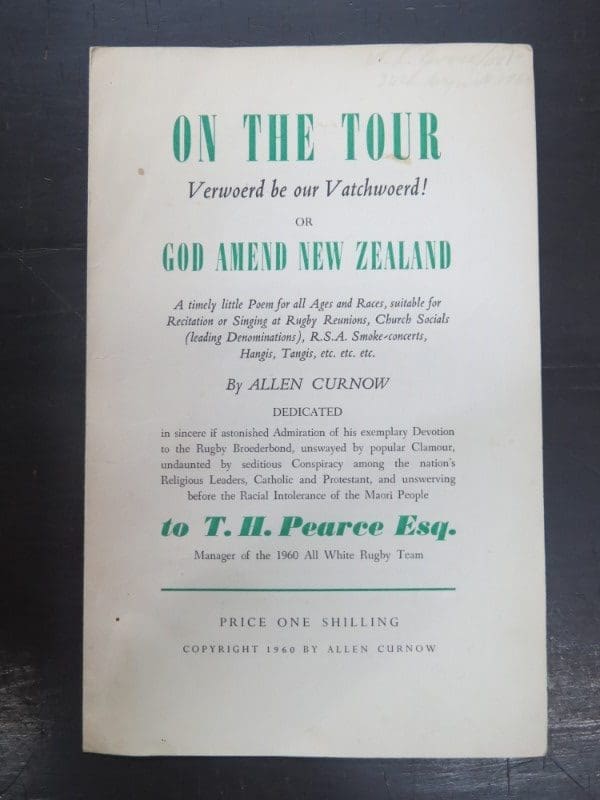 ON THE TOUR
Verwoerd be our Vatchwoerd!
OR
GOD AMEND NEW ZEALAND
A timely little Poem for all Ages and Races, suitable for
Recitation or Singing at Rugby Reunions, Church Socials
(leading Denominations), R.S.A. Smoke-concerts,
Hangis, Tangis, etc. etc. etc.
By ALLEN CURNOW
DEDICATED
in sincere if astonished Admiration of his exemplary Devotion
to the Rugby Broederbond, unswayed by popular Clamour,
undaunted by seditious Conspiracy among the nation's
Religious Leaders, Catholic and Protestant, and unswerving
before the Racial Intolerance of the Maori People
to T. H. Pearce Esq.
Manager of the 1960 All White Rugby Team
PRICE ONE SHILLING
COPYRIGHT 1960 BY ALLEN CURNOW